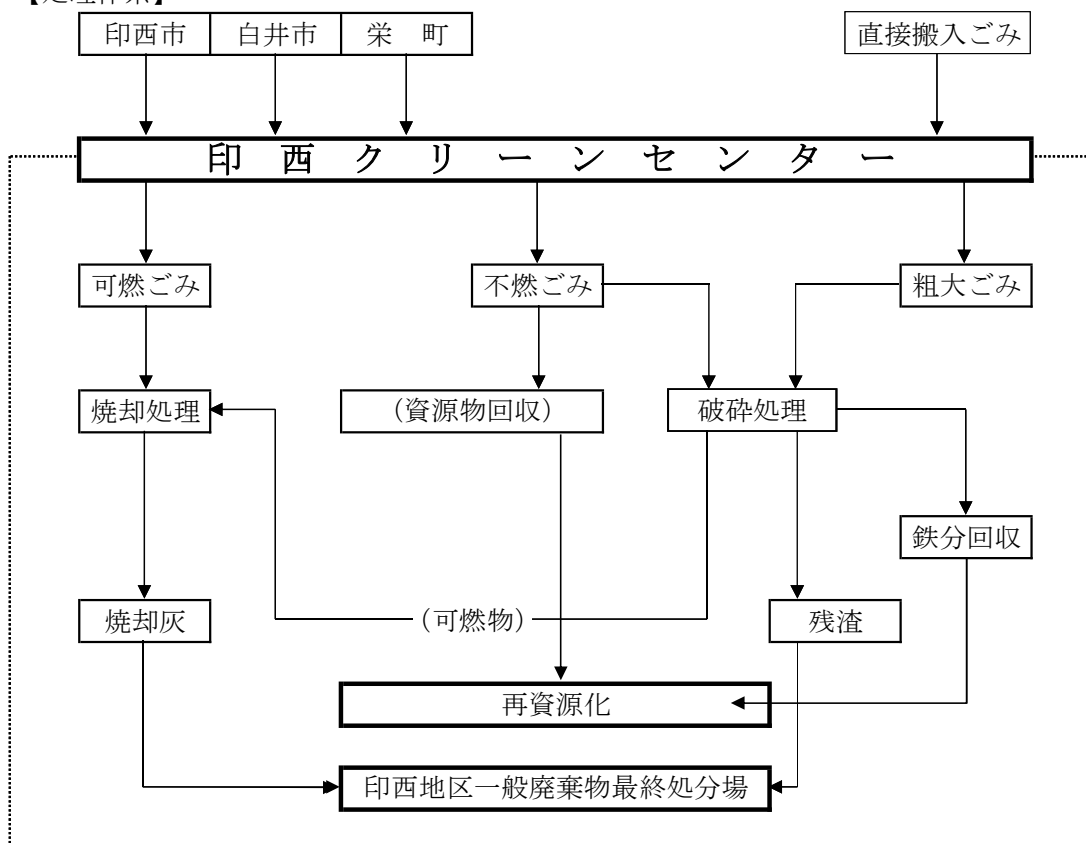 印西市 白井市 栄 町 直接搬入ごみ
印西クリーンセンター
可燃ごみ 不燃ごみ 粗大ごみ
焼却処理 (資源物回収) 破砕処理
鉄分回収
焼却灰 (可燃物) 残渣
再資源化
印西地区一般廃棄物最終処分場